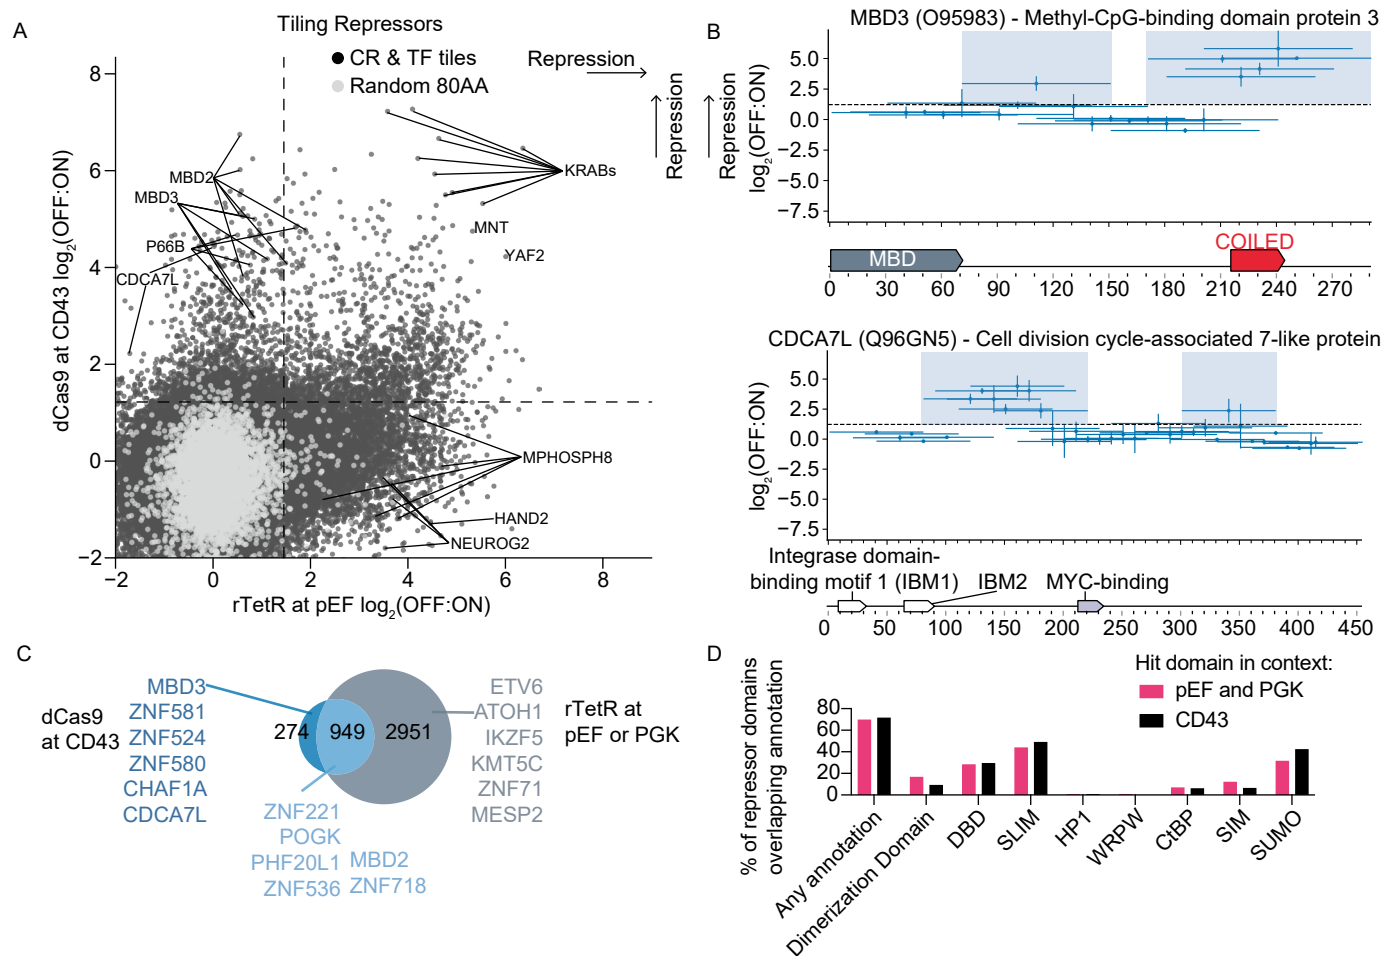 A
Tiling Repressors
CR & TF tiles
Random 80AA
Repression
Repression
8
6
4
2
0
−2
dCas9 at CD43 log2(OFF:ON)
MBD2
MBD3
P66B
CDCA7L
KRABs
MNT
YAF2
MPHOSPH8
HAND2
NEUROG2
−2 0 2 4 6 8
rTetR at pEF log2(OFF:ON)
B
MBD3 (O95983) - Methyl-CpG-binding domain protein 3
Repression
log2(OFF:ON)
5.0
2.5
0.0
−2.5
−5.0
−7.5
MBD
COILED
0 30 60 90 120 150 180 210 240 270
CDCA7L (Q96GN5) - Cell division cycle-associated 7-like protein
log2(OFF:ON)
5.0
2.5
0.0
−2.5
−5.0
−7.5
Integrase domain-
binding motif 1 (IBM1) IBM2 MYC-binding
0 50 100 150 200 250 300 350 400 450
C
dCas9
at CD43
MBD3
ZNF581
ZNF524
ZNF580
CHAF1A
CDCA7L
274 949 2951
ZNF221
POGK
PHF20L1 MBD2
ZNF536 ZNF718
ETV6
ATOH1
IKZF5
KMT5C
ZNF71
MESP2
rTetR at
pEF or PGK
D
Hit domain in context:
pEF and PGK
CD43
% of repressor domains
overlapping annotation
80
60
40
20
0
Any annotation
Dimerization Domain
DBD
SLIM
HP1
WRPW
CtBP
SIM
SUMO